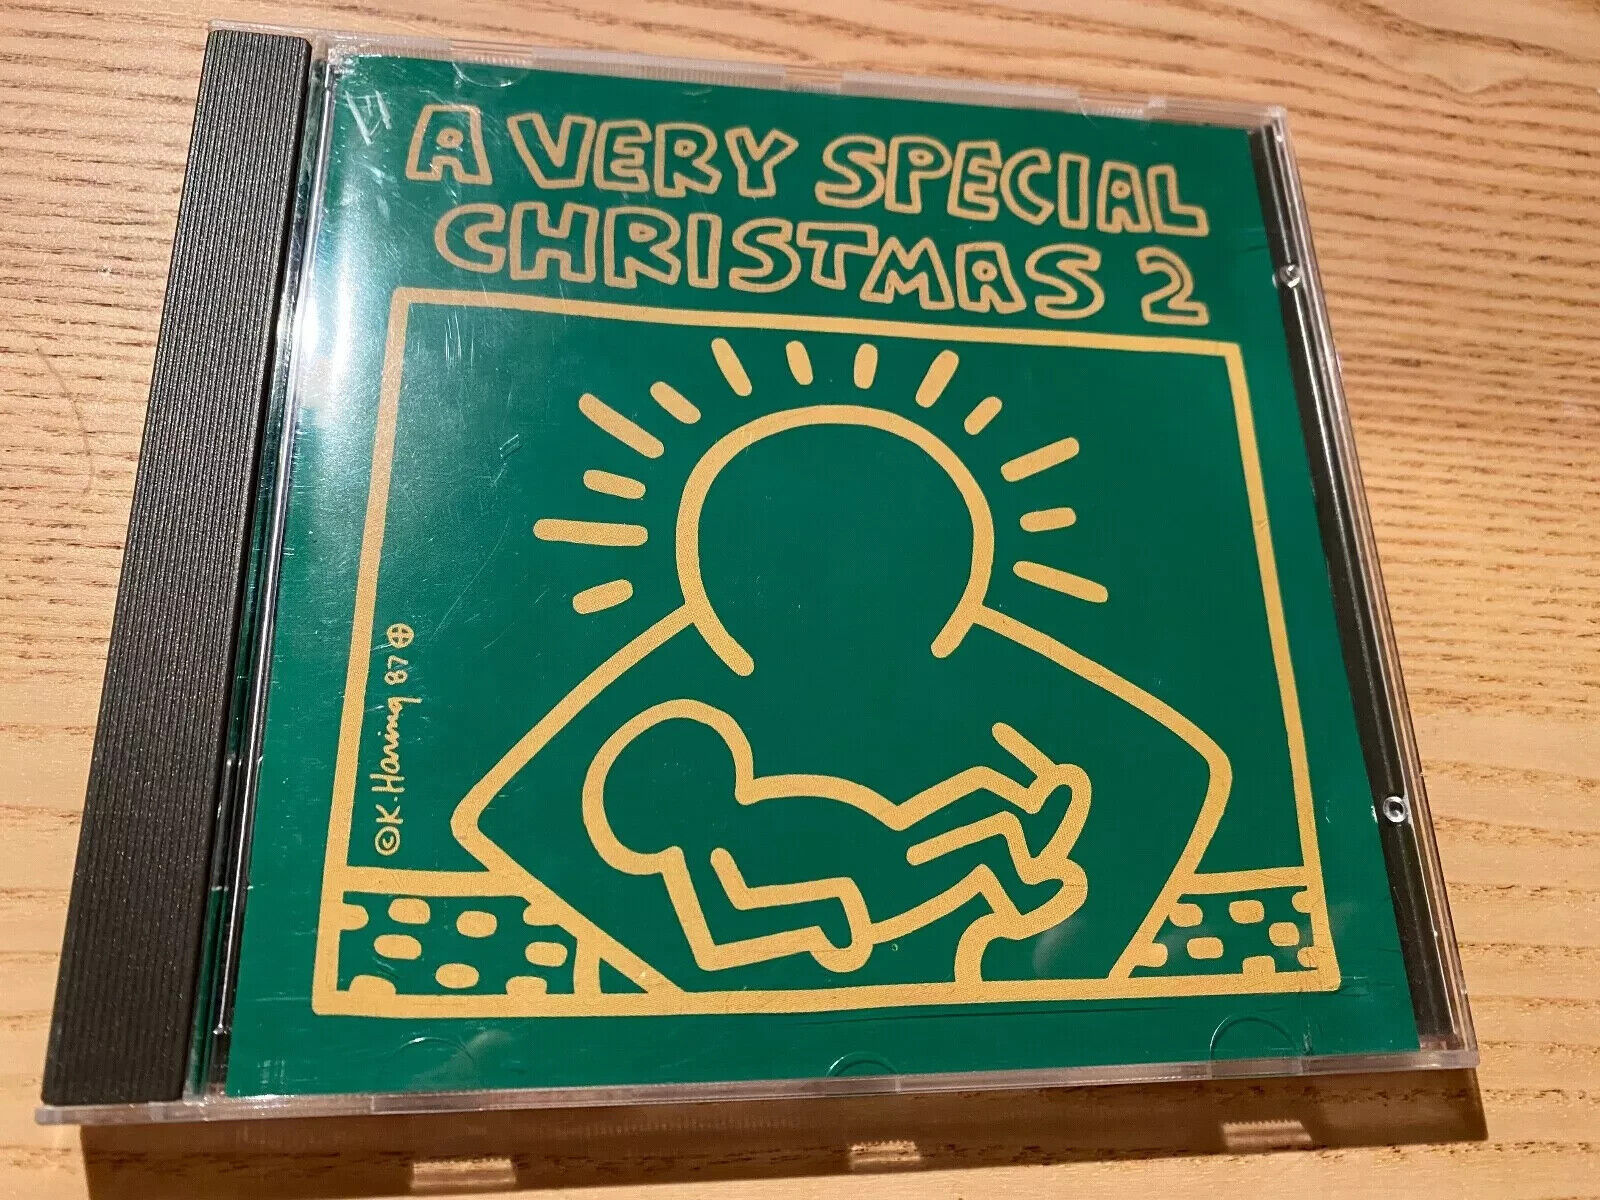 A VERY SPECIAL
CHRISTMAS 2
© K. Haring 87